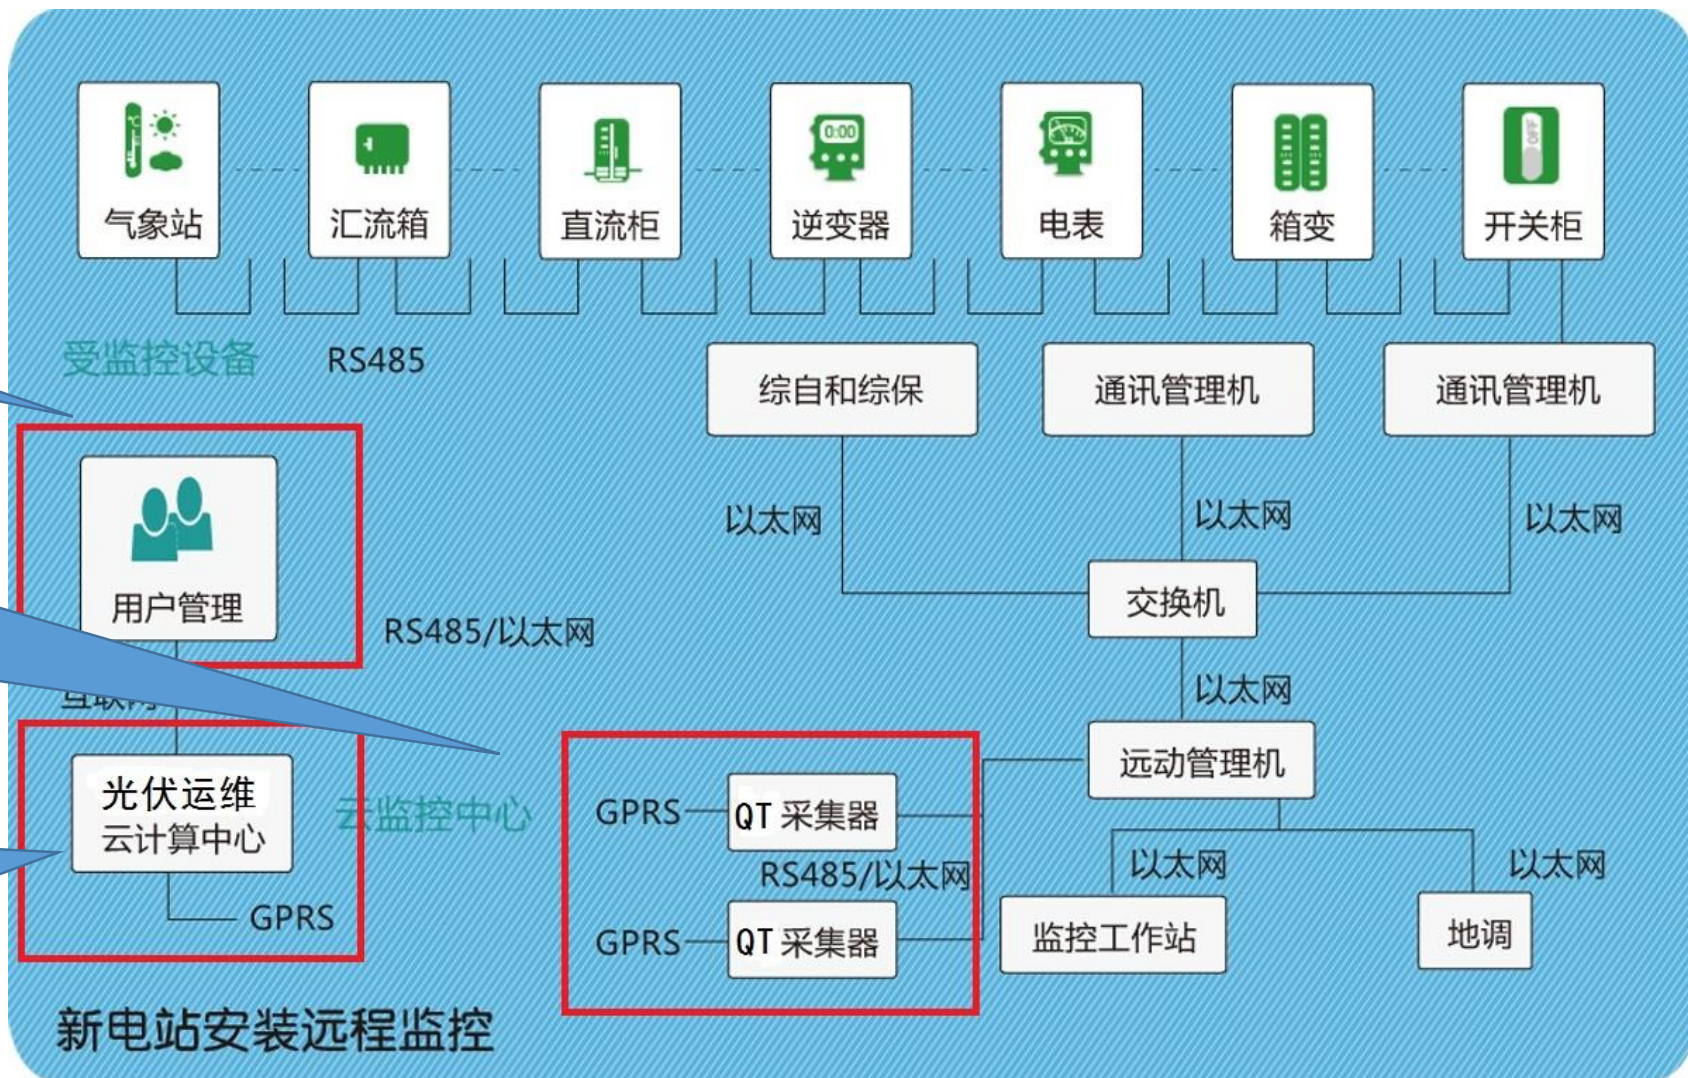 气象站
汇流箱
直流柜
0:00
逆变器
电表
箱变
OFF
开关柜
受监控设备
RS485
综自和综保
通讯管理机
通讯管理机
以太网
以太网
以太网
用户管理
RS485/以太网
交换机
互联网
以太网
光伏运维
云计算中心
GPRS
云监控中心
GPRS
QT 采集器
RS485/以太网
GPRS
QT 采集器
远动管理机
以太网
以太网
监控工作站
地调
新电站安装远程监控